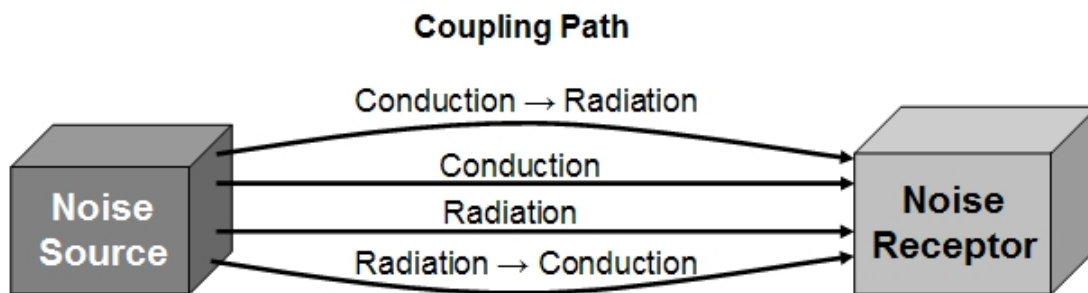 Coupling Path
Conduction → Radiation
Conduction
Radiation
Radiation → Conduction
Noise
Source
Noise
Receptor